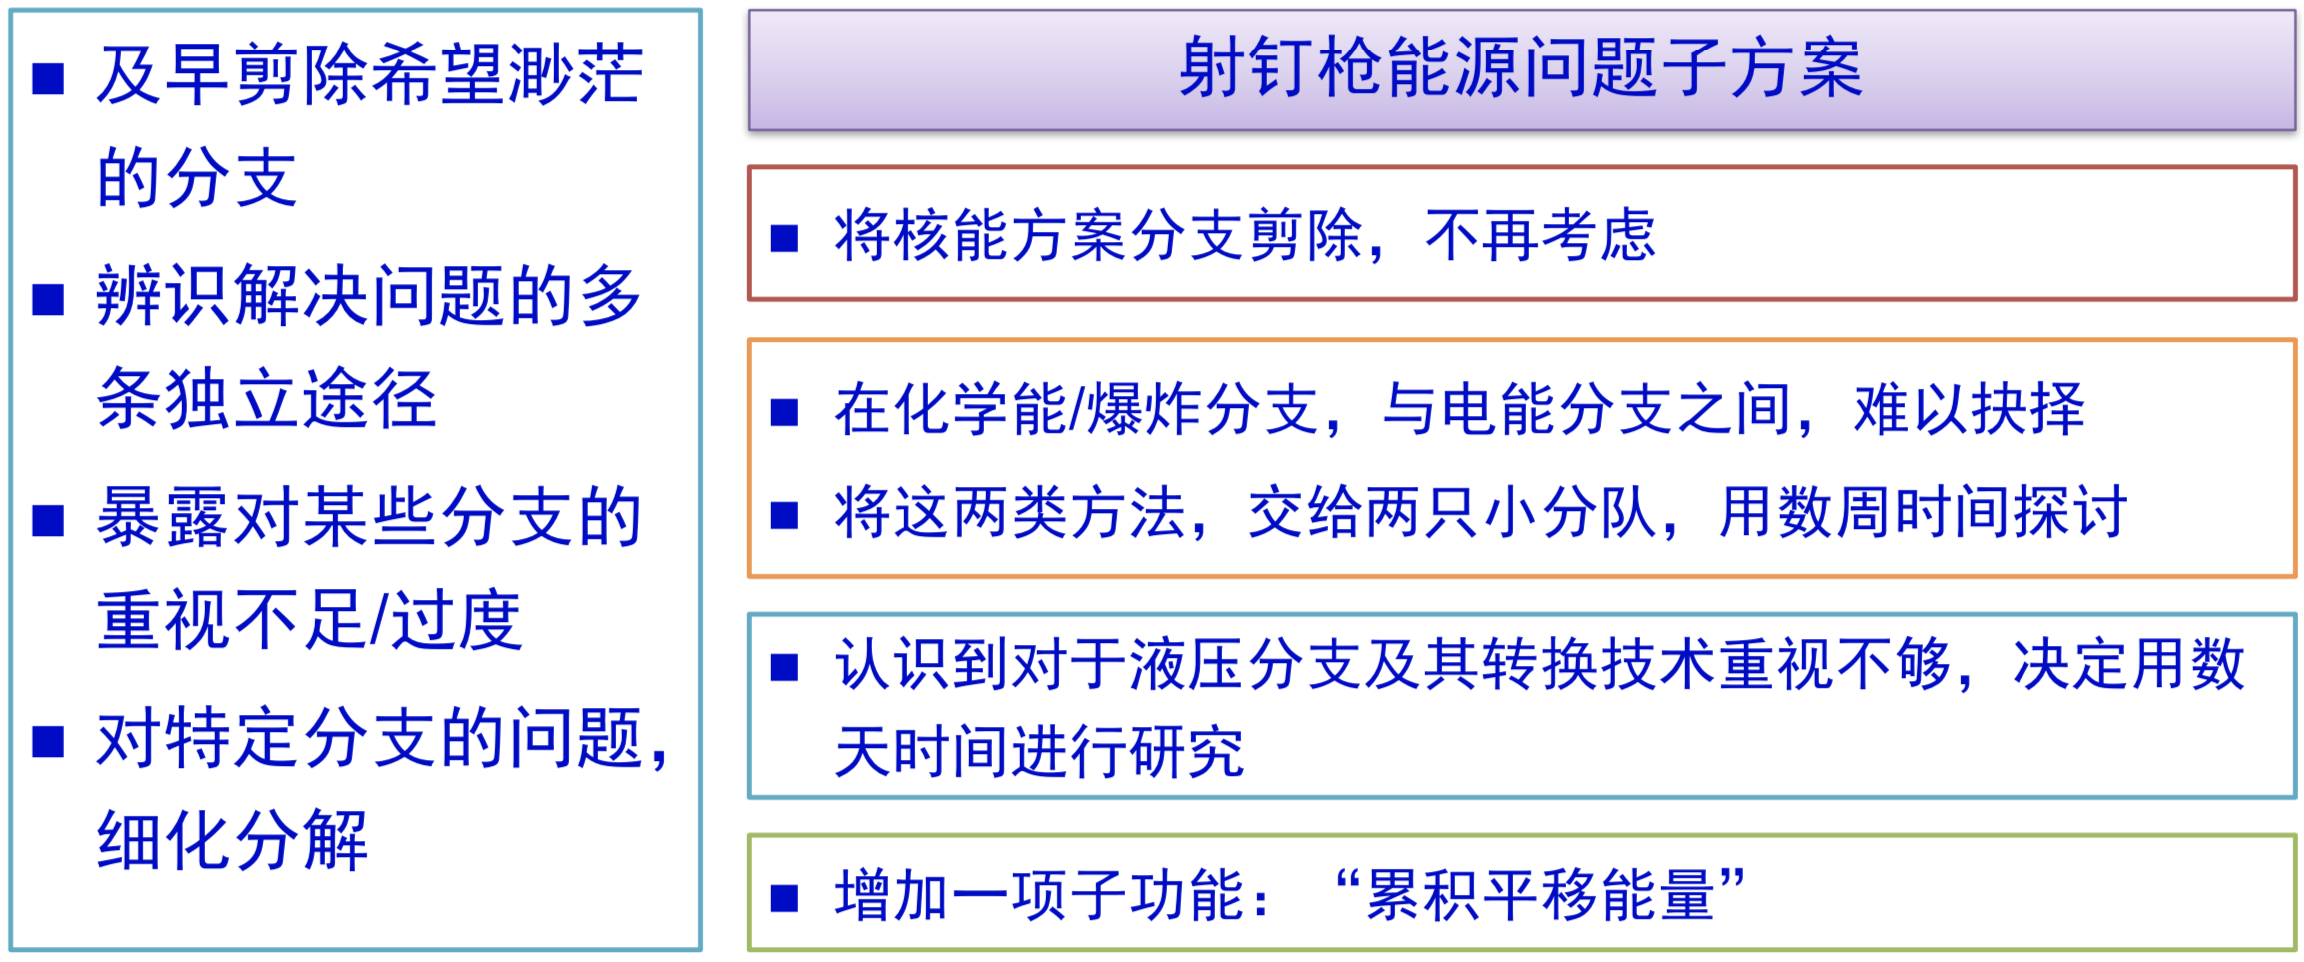 ■ 及早剪除希望渺茫
的分支
■ 辨识解决问题的多
条独立途径
■ 暴露对某些分支的
重视不足/过度
■ 对特定分支的问题，
细化分解
射钉枪能源问题子方案
■ 将核能方案分支剪除，不再考虑
■ 在化学能/爆炸分支，与电能分支之间，难以抉择
■ 将这两类方法，交给两只小分队，用数周时间探讨
■ 认识到对于液压分支及其转换技术重视不够，决定用数
天时间进行研究
■ 增加一项子功能：“累积平移能量”